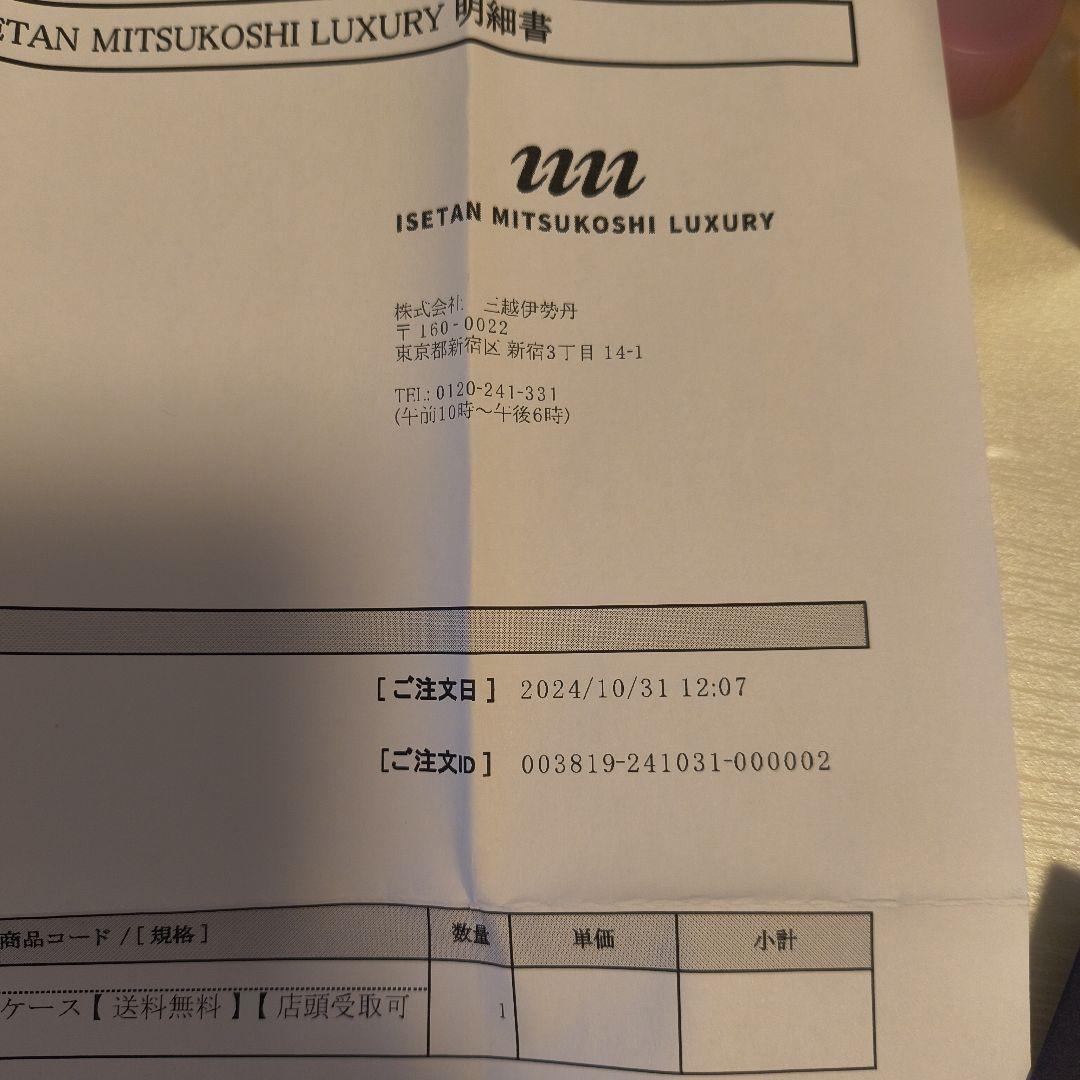 ETAN MITSUKOSHI LUXURY 明細書
ISETAN MITSUKOSHI LUXURY
株式会社 三越伊勢丹
〒160-0022
東京都新宿区 新宿3丁目 14-1
TEL: 0120-241-331
(午前10時～午後6時)
[ご注文日] 2024/10/31 12:07
[ご注文ID] 003819-241031-000002
商品コード /[規格] 数量 単価 小計
ケース【送料無料】【店頭受取可 1